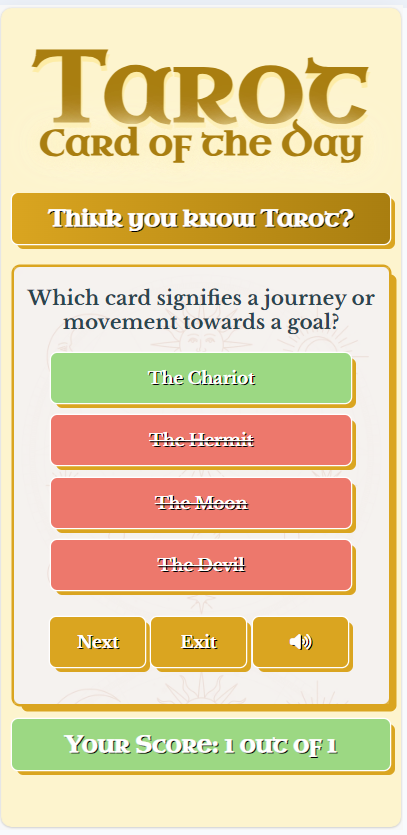 Tarot
Card of the Day
Think you know Tarot?
Which card signifies a journey or
movement towards a goal?
The Chariot
The Hermit
The Moon
The Devil
Next Exit
Your Score: 1 out of 1